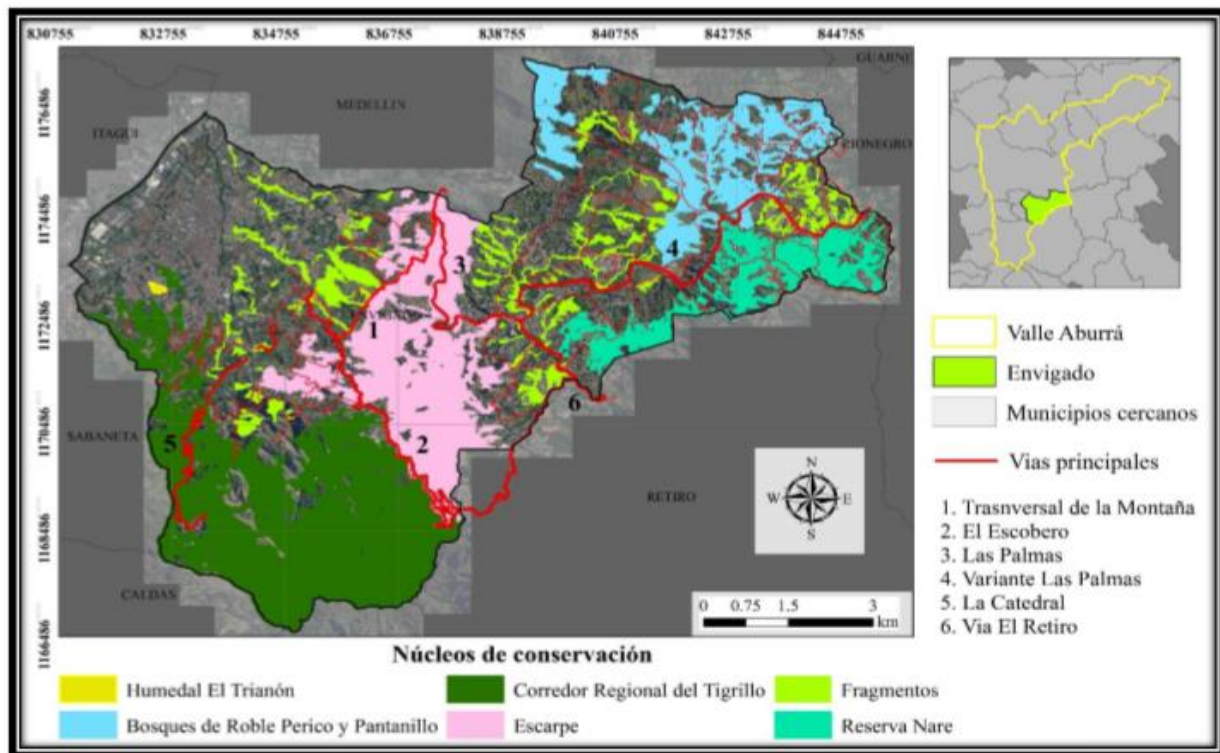 830755 832755 834755 836755 838755 840755 842755 844755
1176486
1174486
1172486
1170486
1168486
1166486
GUARNE
MEDELLIN
ITAGUI
RIONEGRO
ENVIGADO
SABANETA
RETIRO
CALDAS
1
2
3
4
5
6
N
W E
S
0 0.75 1.5 3
km
Valle Aburrá
Envigado
Municipios cercanos
Vias principales
1. Trasnversal de la Montaña
2. El Escobero
3. Las Palmas
4. Variante Las Palmas
5. La Catedral
6. Via El Retiro
Núcleos de conservación
Humedal El Trianón
Corredor Regional del Tigrillo
Fragmentos
Bosques de Roble Perico y Pantanillo
Escarpe
Reserva Nare